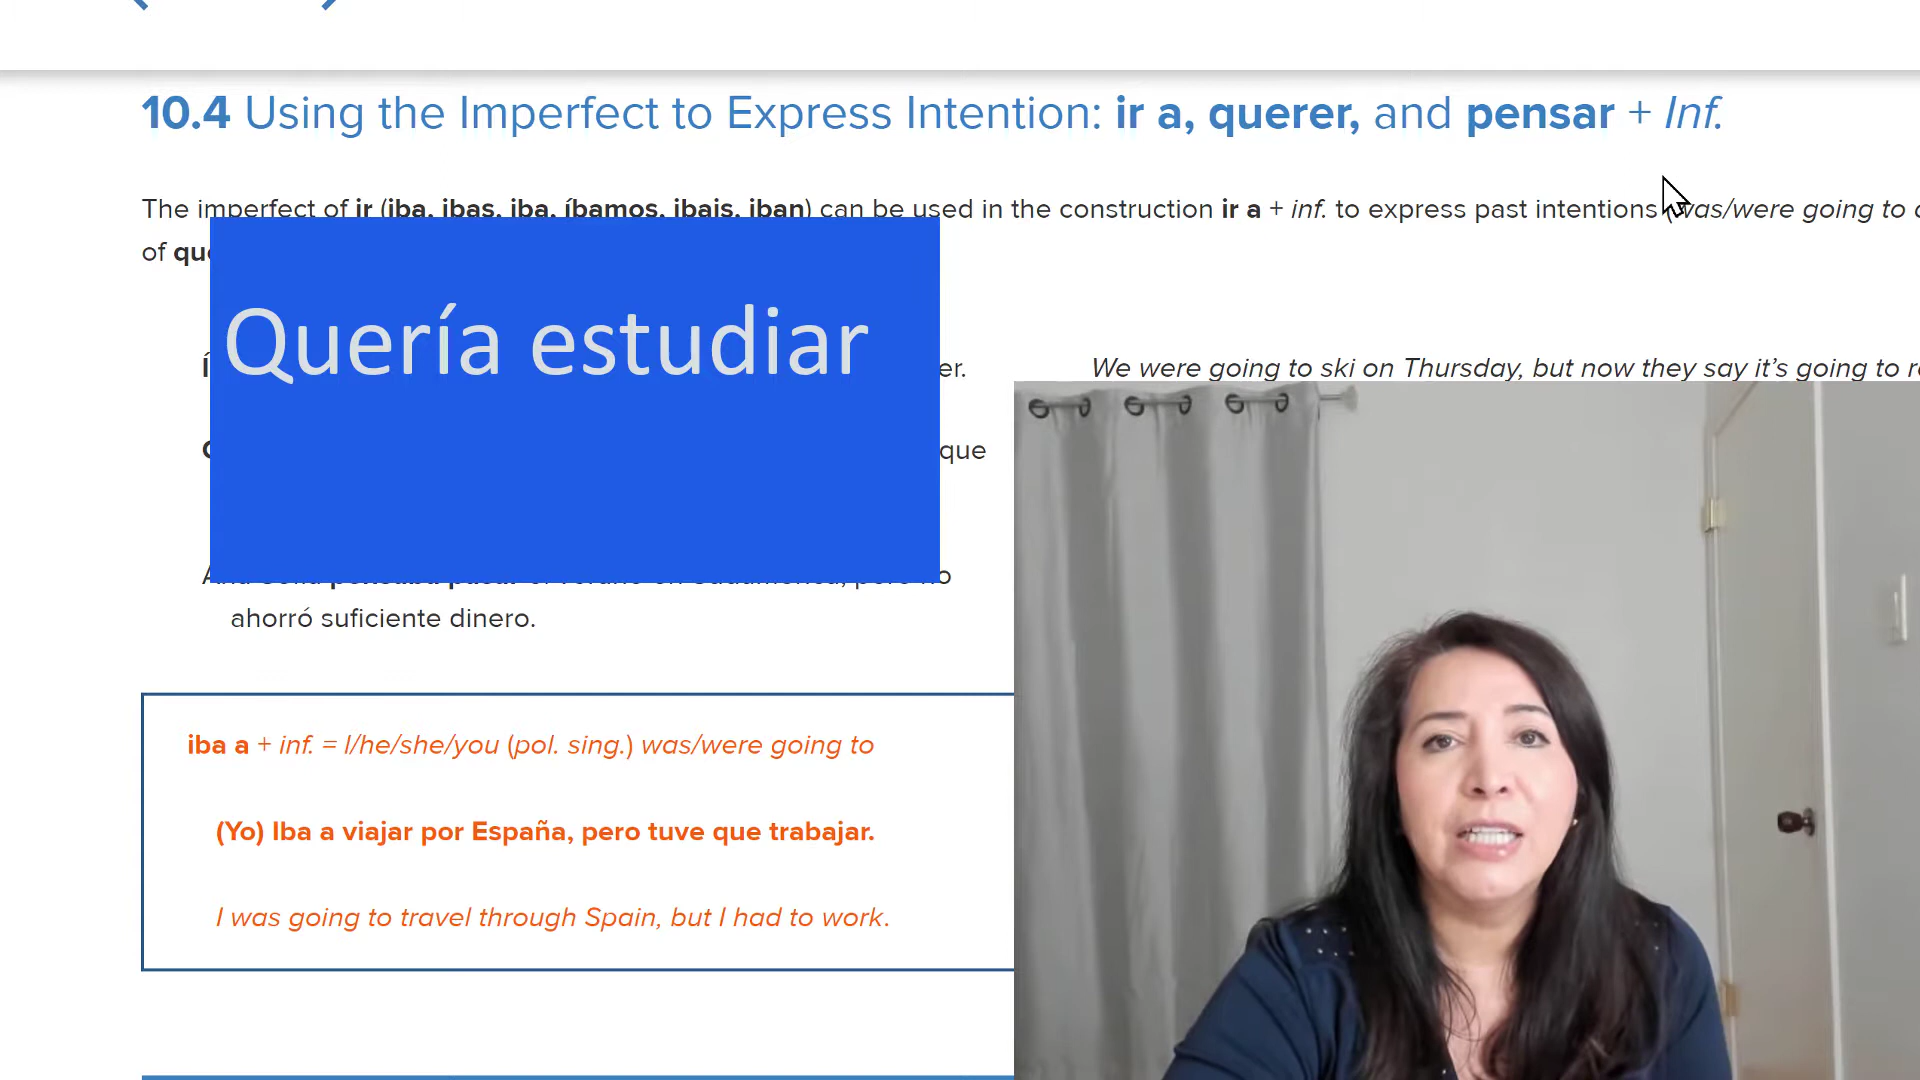 10.4 Using the Imperfect to Express Intention: ir a, querer, and pensar + Inf.
The imperfect of ir (iba, ibas, iba, íbamos, ibais, iban) can be used in the construction ir a + inf. to express past intentions (was/were going to
of
Quería estudiar
er. We were going to ski on Thursday, but now they say it's going to
que
ahorró suficiente dinero.
iba a + inf. = I/he/she/you (pol. sing.) was/were going to
(Yo) Iba a viajar por España, pero tuve que trabajar.
I was going to travel through Spain, but I had to work.